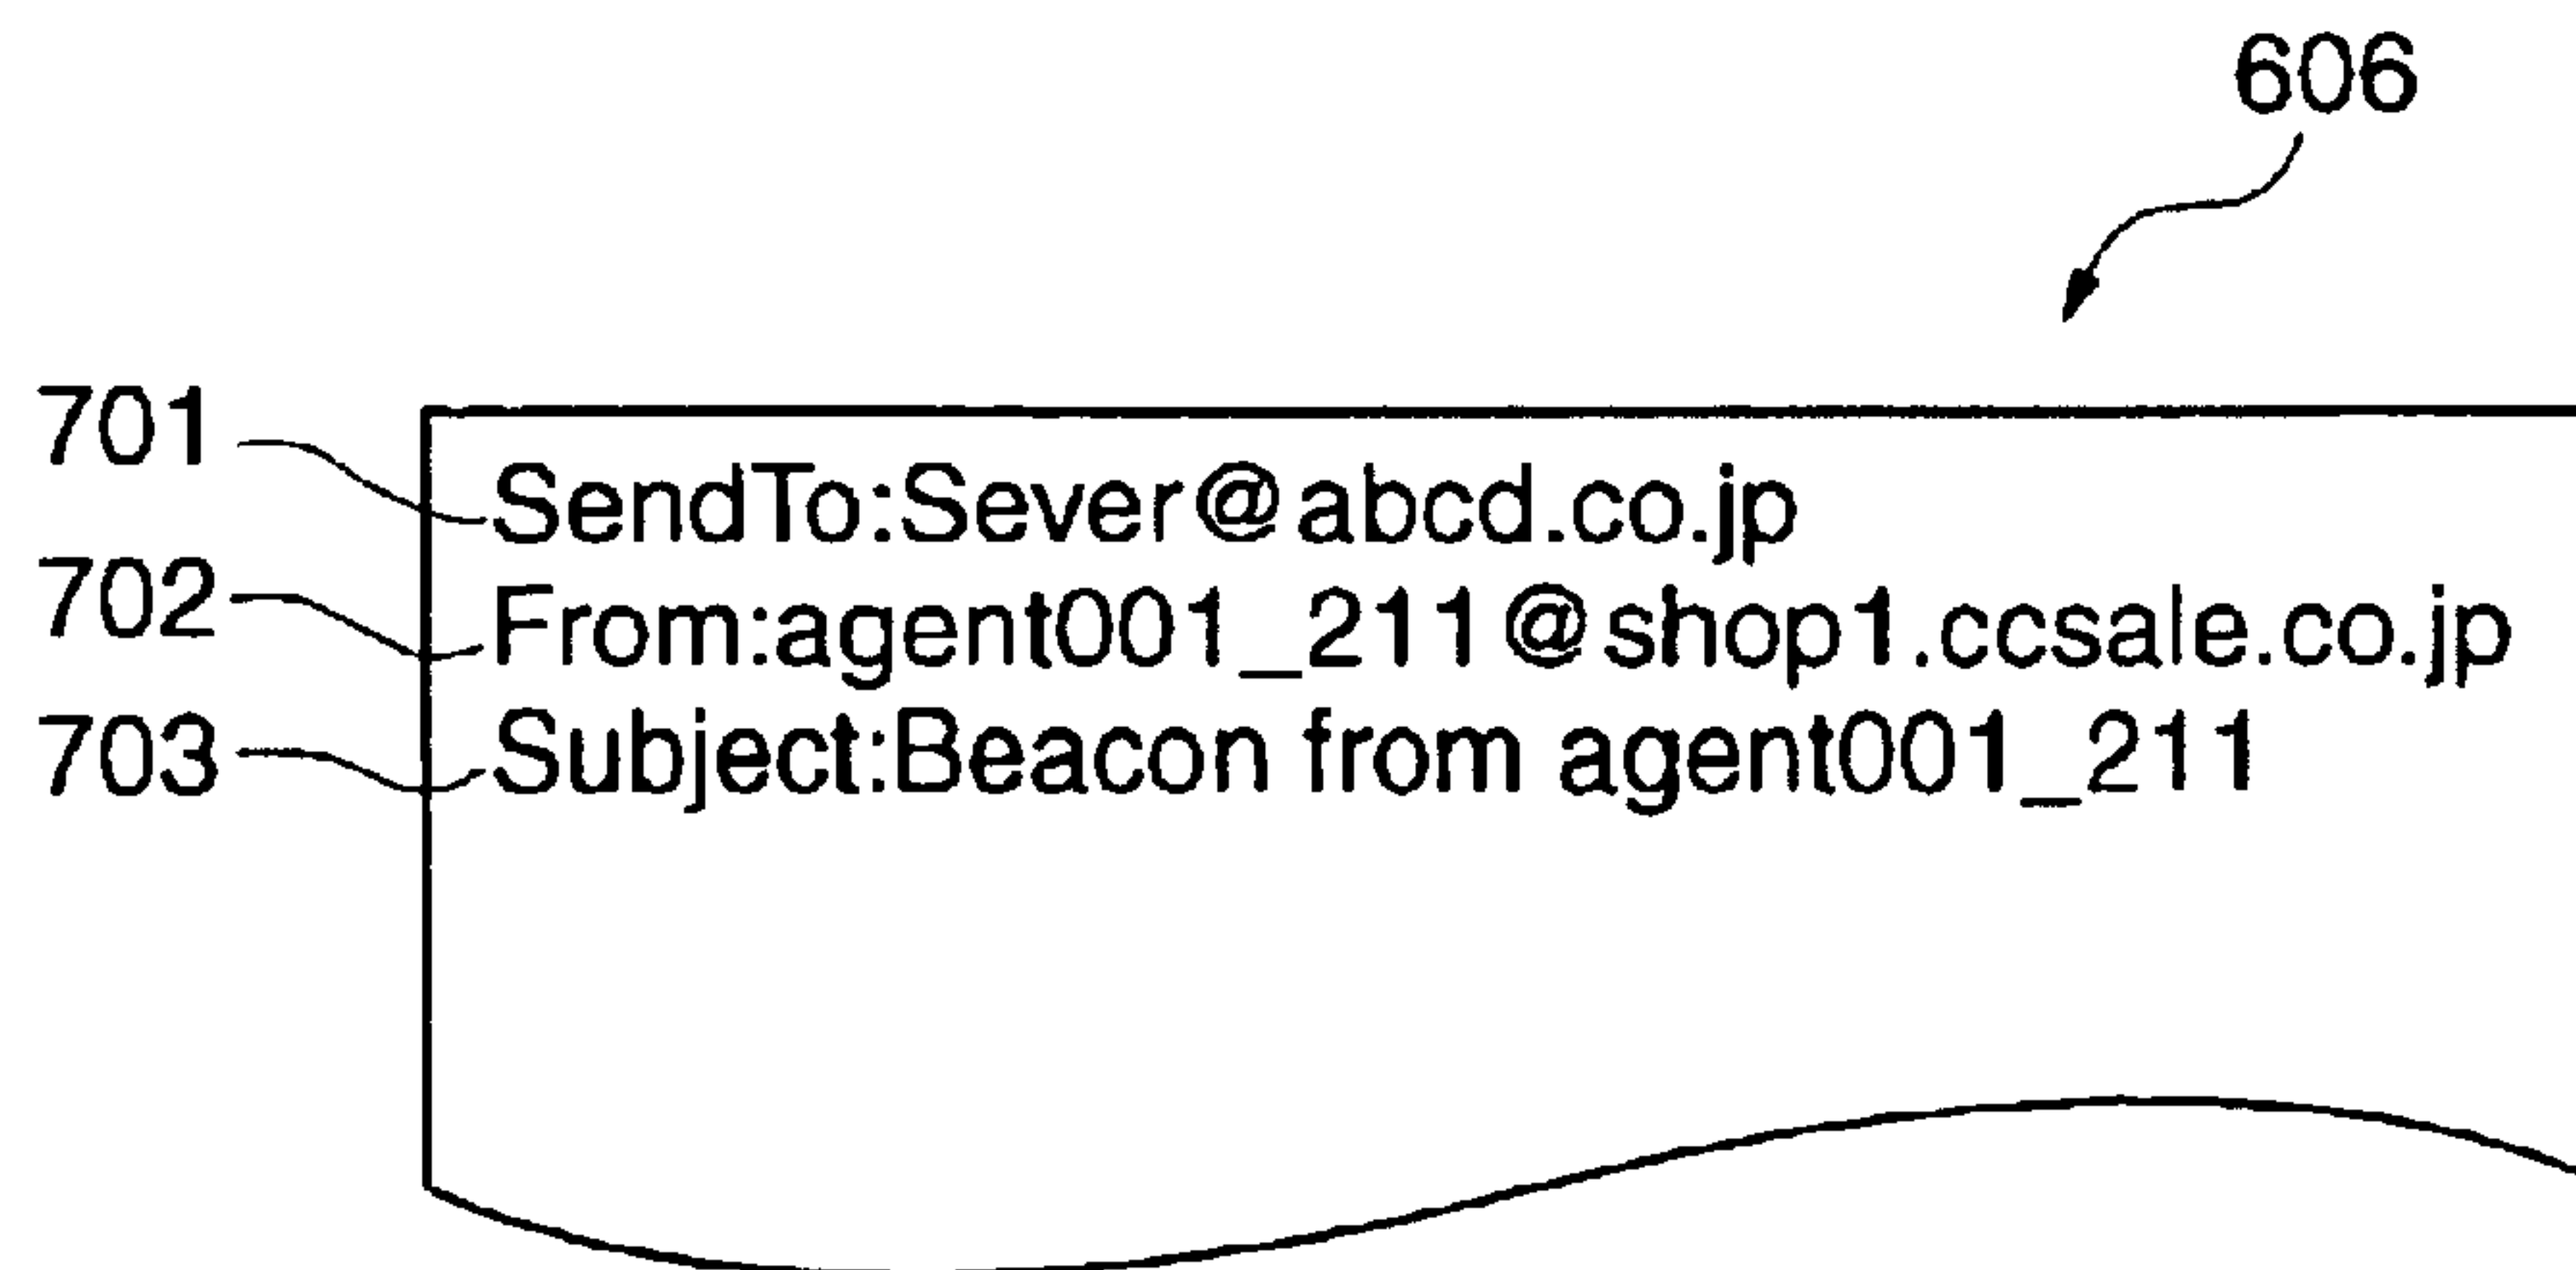 606
701
SendTo:Sever@abcd.co.jp
702
From:agent001_211@shop1.ccsale.co.jp
703
Subject:Beacon from agent001_211